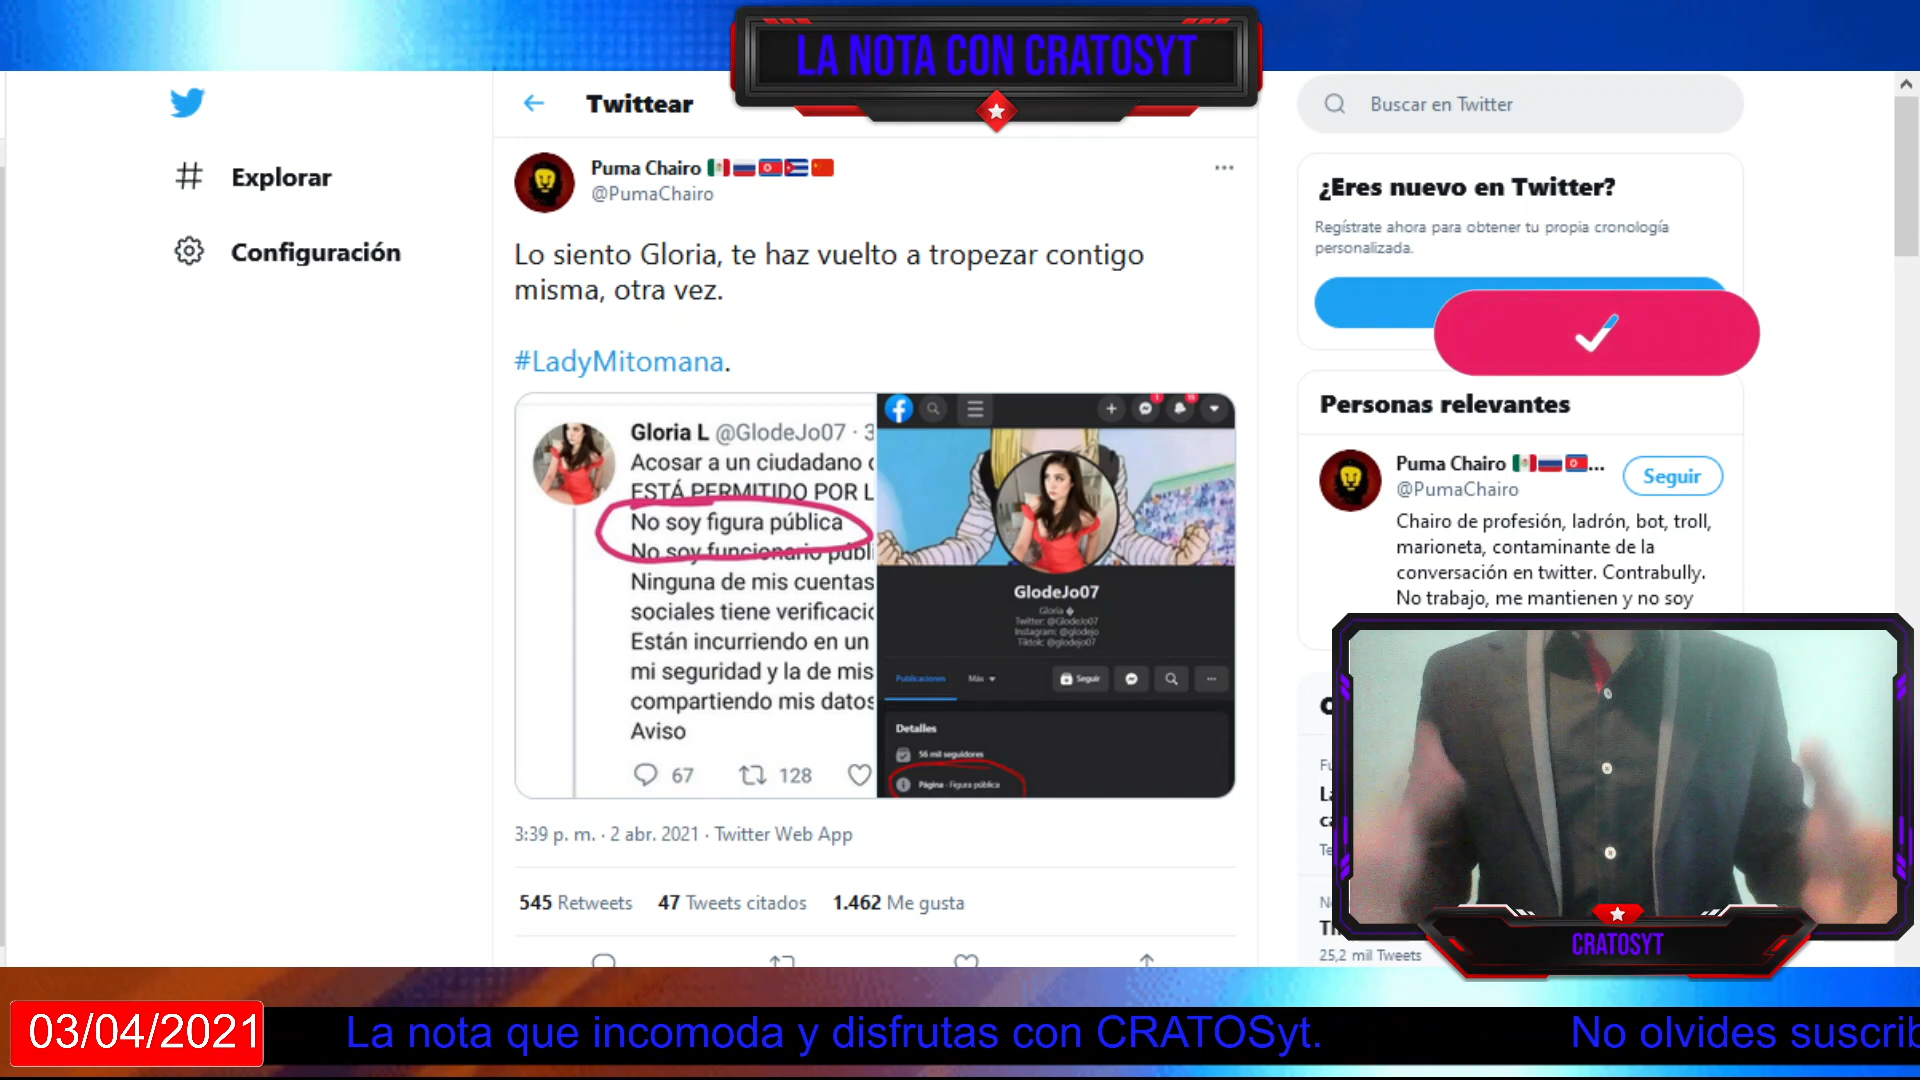 LA NOTA CON CRATOSYT
Twittear
Buscar en Twitter
Explorar
Configuración
Puma Chairo
@PumaChairo
Lo siento Gloria, te haz vuelto a tropezar contigo
misma, otra vez.
#LadyMitomana.
Gloria L @GlodeJo07 · 3
Acosar a un ciudadano
ESTÁ PERMITIDO POR L
No soy figura pública
No soy funcionario públi
Ninguna de mis cuentas
sociales tiene verificació
Están incurriendo en un
mi seguridad y la de mis
compartiendo mis datos
Aviso
67 128
GlodeJo07
Gloria
Twitter: @GlodeJo07
Instagram: @glodejo
Tiktok: @glodejo07
Publicaciones
Más
Seguir
Detalles
56 mil seguidores
Página · Figura pública
3:39 p. m. · 2 abr. 2021 · Twitter Web App
545 Retweets 47 Tweets citados 1.462 Me gusta
¿Eres nuevo en Twitter?
Regístrate ahora para obtener tu propia cronología
personalizada.
Personas relevantes
Puma Chairo ...
@PumaChairo
Seguir
Chairo de profesión, ladrón, bot, troll,
marioneta, contaminante de la
conversación en twitter. Contrabully.
No trabajo, me mantienen y no soy
25,2 mil Tweets
CRATOSYT
03/04/2021
La nota que incomoda y disfrutas con CRATOSyt.
No olvides suscrib